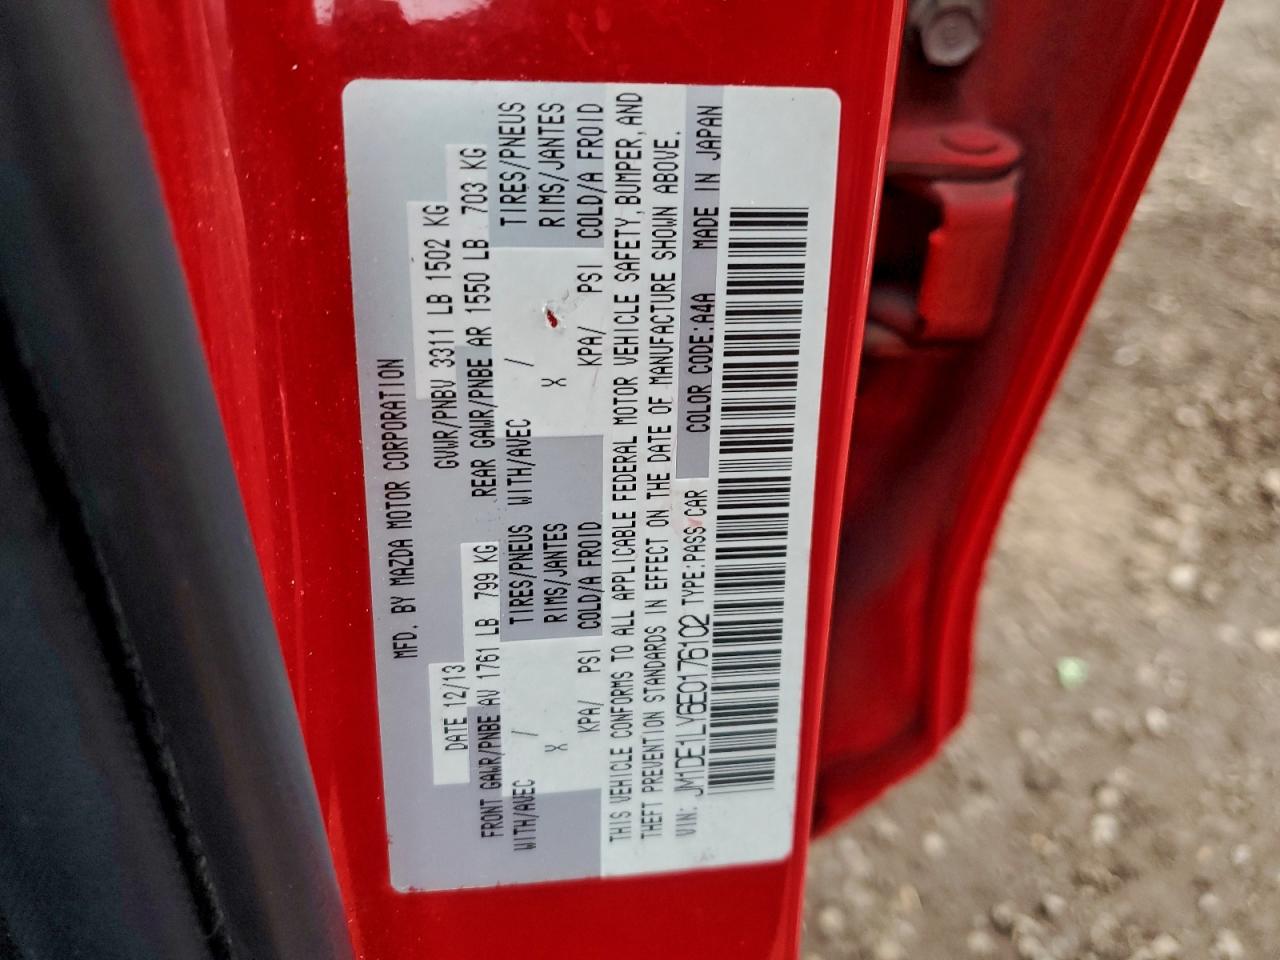 MFD. BY MAZDA MOTOR CORPORATION
DATE 12/13 GVWR/PNBV 3311 LB 1502 KG
FRONT GAWR/PNBE AV 1761 LB 799 KG REAR GAWR/PNBE AR 1550 LB 703 KG
WITH/AVEC / TIRES/PNEUS WITH/AVEC / TIRES/PNEUS
X RIMS/JANTES X RIMS/JANTES
KPA/ PSI COLD/A FROID KPA/ PSI COLD/A FROID
THIS VEHICLE CONFORMS TO ALL APPLICABLE FEDERAL MOTOR VEHICLE SAFETY, BUMPER, AND
THEFT PREVENTION STANDARDS IN EFFECT ON THE DATE OF MANUFACTURE SHOWN ABOVE.
VIN: JM1DE1LY6E0176102 TYPE:PASS CAR COLOR CODE:A4A MADE IN JAPAN